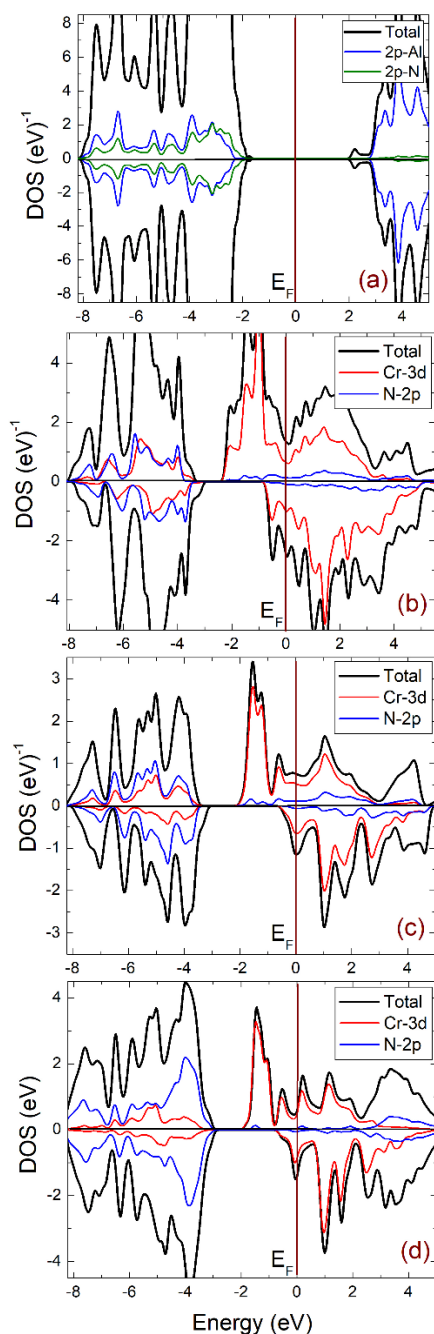 8
6
4
2
0
2
4
6
8
DOS (eV)⁻¹
Total
2p-Al
2p-N
E_F
(a)
-8 -6 -4 -2 0 2 4
4
2
0
-2
-4
DOS (eV)⁻¹
Total
Cr-3d
N-2p
E_F
(b)
-8 -6 -4 -2 0 2 4
3
2
1
0
-1
-2
-3
DOS (eV)⁻¹
Total
Cr-3d
N-2p
E_F
(c)
-8 -6 -4 -2 0 2 4
4
2
0
-2
-4
DOS (eV)
Total
Cr-3d
N-2p
E_F
(d)
-8 -6 -4 -2 0 2 4
Energy (eV)